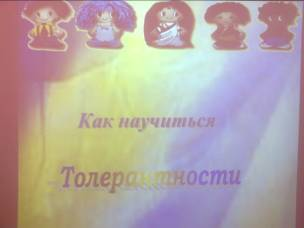 Как научиться
Толерантности